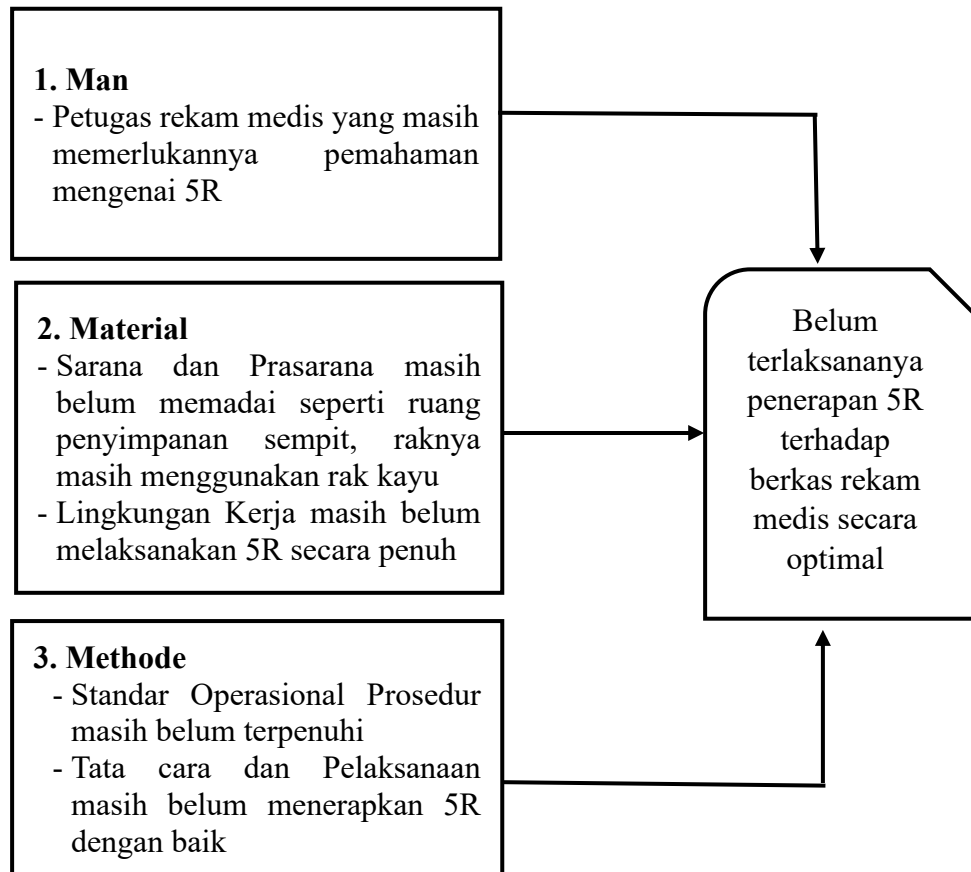 1. Man
- Petugas rekam medis yang masih
memerlukannya pemahaman
mengenai 5R
2. Material
- Sarana dan Prasarana masih
belum memadai seperti ruang
penyimpanan sempit, raknya
masih menggunakan rak kayu
- Lingkungan Kerja masih belum
melaksanakan 5R secara penuh
3. Methode
- Standar Operasional Prosedur
masih belum terpenuhi
- Tata cara dan Pelaksanaan
masih belum menerapkan 5R
dengan baik
Belum
terlaksananya
penerapan 5R
terhadap
berkas rekam
medis secara
optimal